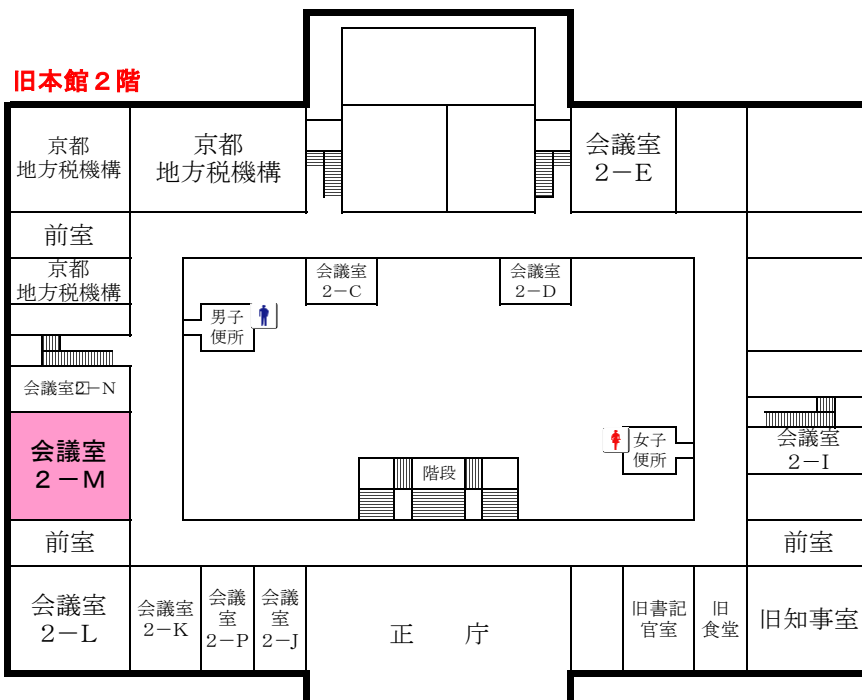 旧本館２階
京都
地方税機構
京都
地方税機構
会議室
２－Ｅ
前室
京都
地方税機構
会議室
２－Ｃ
会議室
２－Ｄ
男子
便所
会議室２－Ｎ
会議室
２－Ｍ
女子
便所
会議室
２－Ｉ
階段
前室
前室
会議室
２－Ｌ
会議室
２－Ｋ
会議
室
２－Ｐ
会議
室
２－Ｊ
正　庁
旧書記
官室
旧
食堂
旧知事室